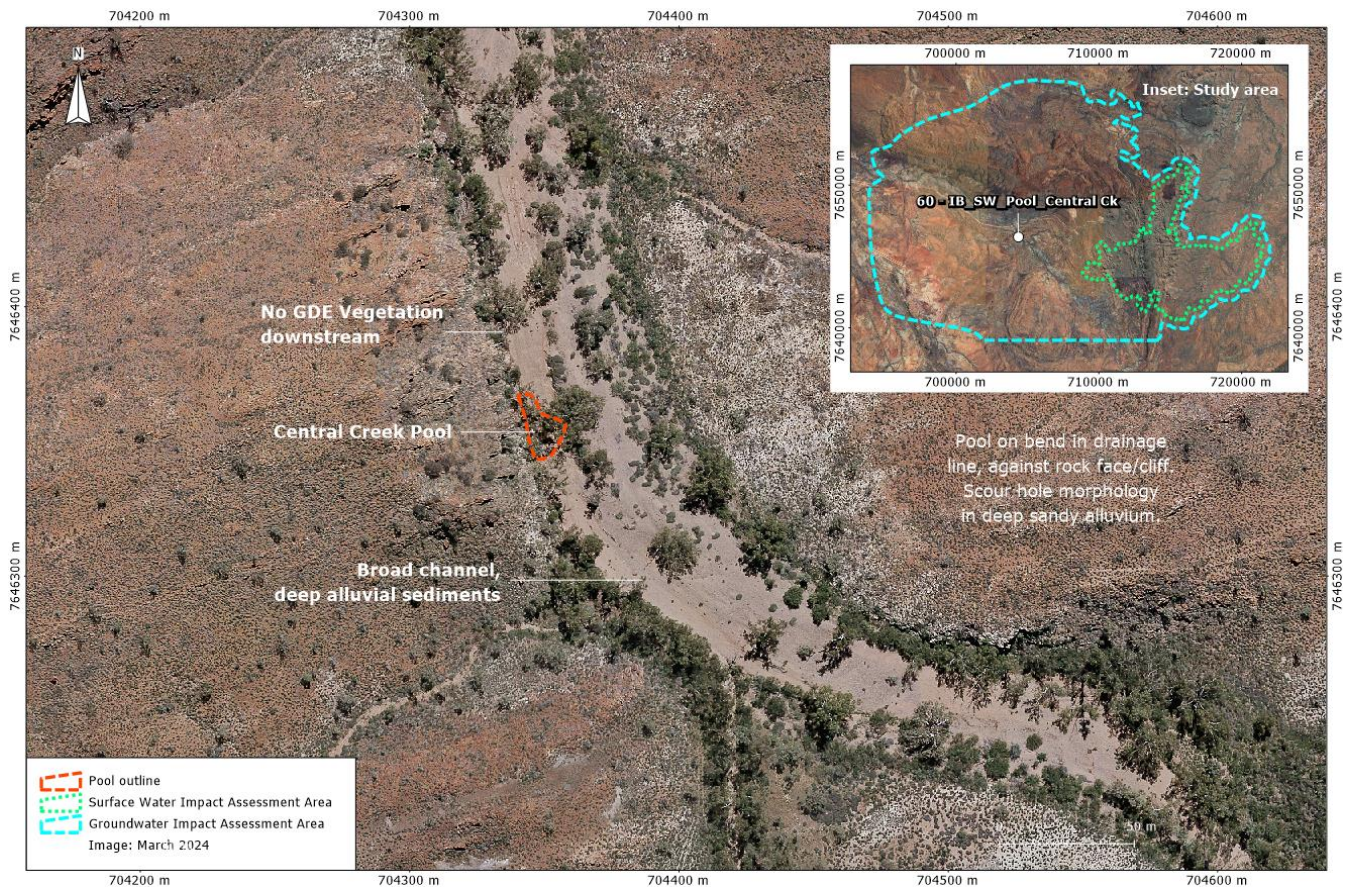 704200 m
704300 m
704400 m
704500 m
704600 m
N
700000 m
710000 m
720000 m
Inset: Study area
7650000 m
7650000 m
60 - IB_SW_Pool_Central Ck
7640000 m
7640000 m
700000 m
710000 m
720000 m
7646400 m
7646400 m
No GDE Vegetation
downstream
Central Creek Pool
Pool on bend in drainage
line, against rock face/cliff.
Scour hole morphology
in deep sandy alluvium.
7646300 m
7646300 m
Broad channel,
deep alluvial sediments
Pool outline
Surface Water Impact Assessment Area
Groundwater Impact Assessment Area
Image: March 2024
50 m
704200 m
704300 m
704400 m
704500 m
704600 m